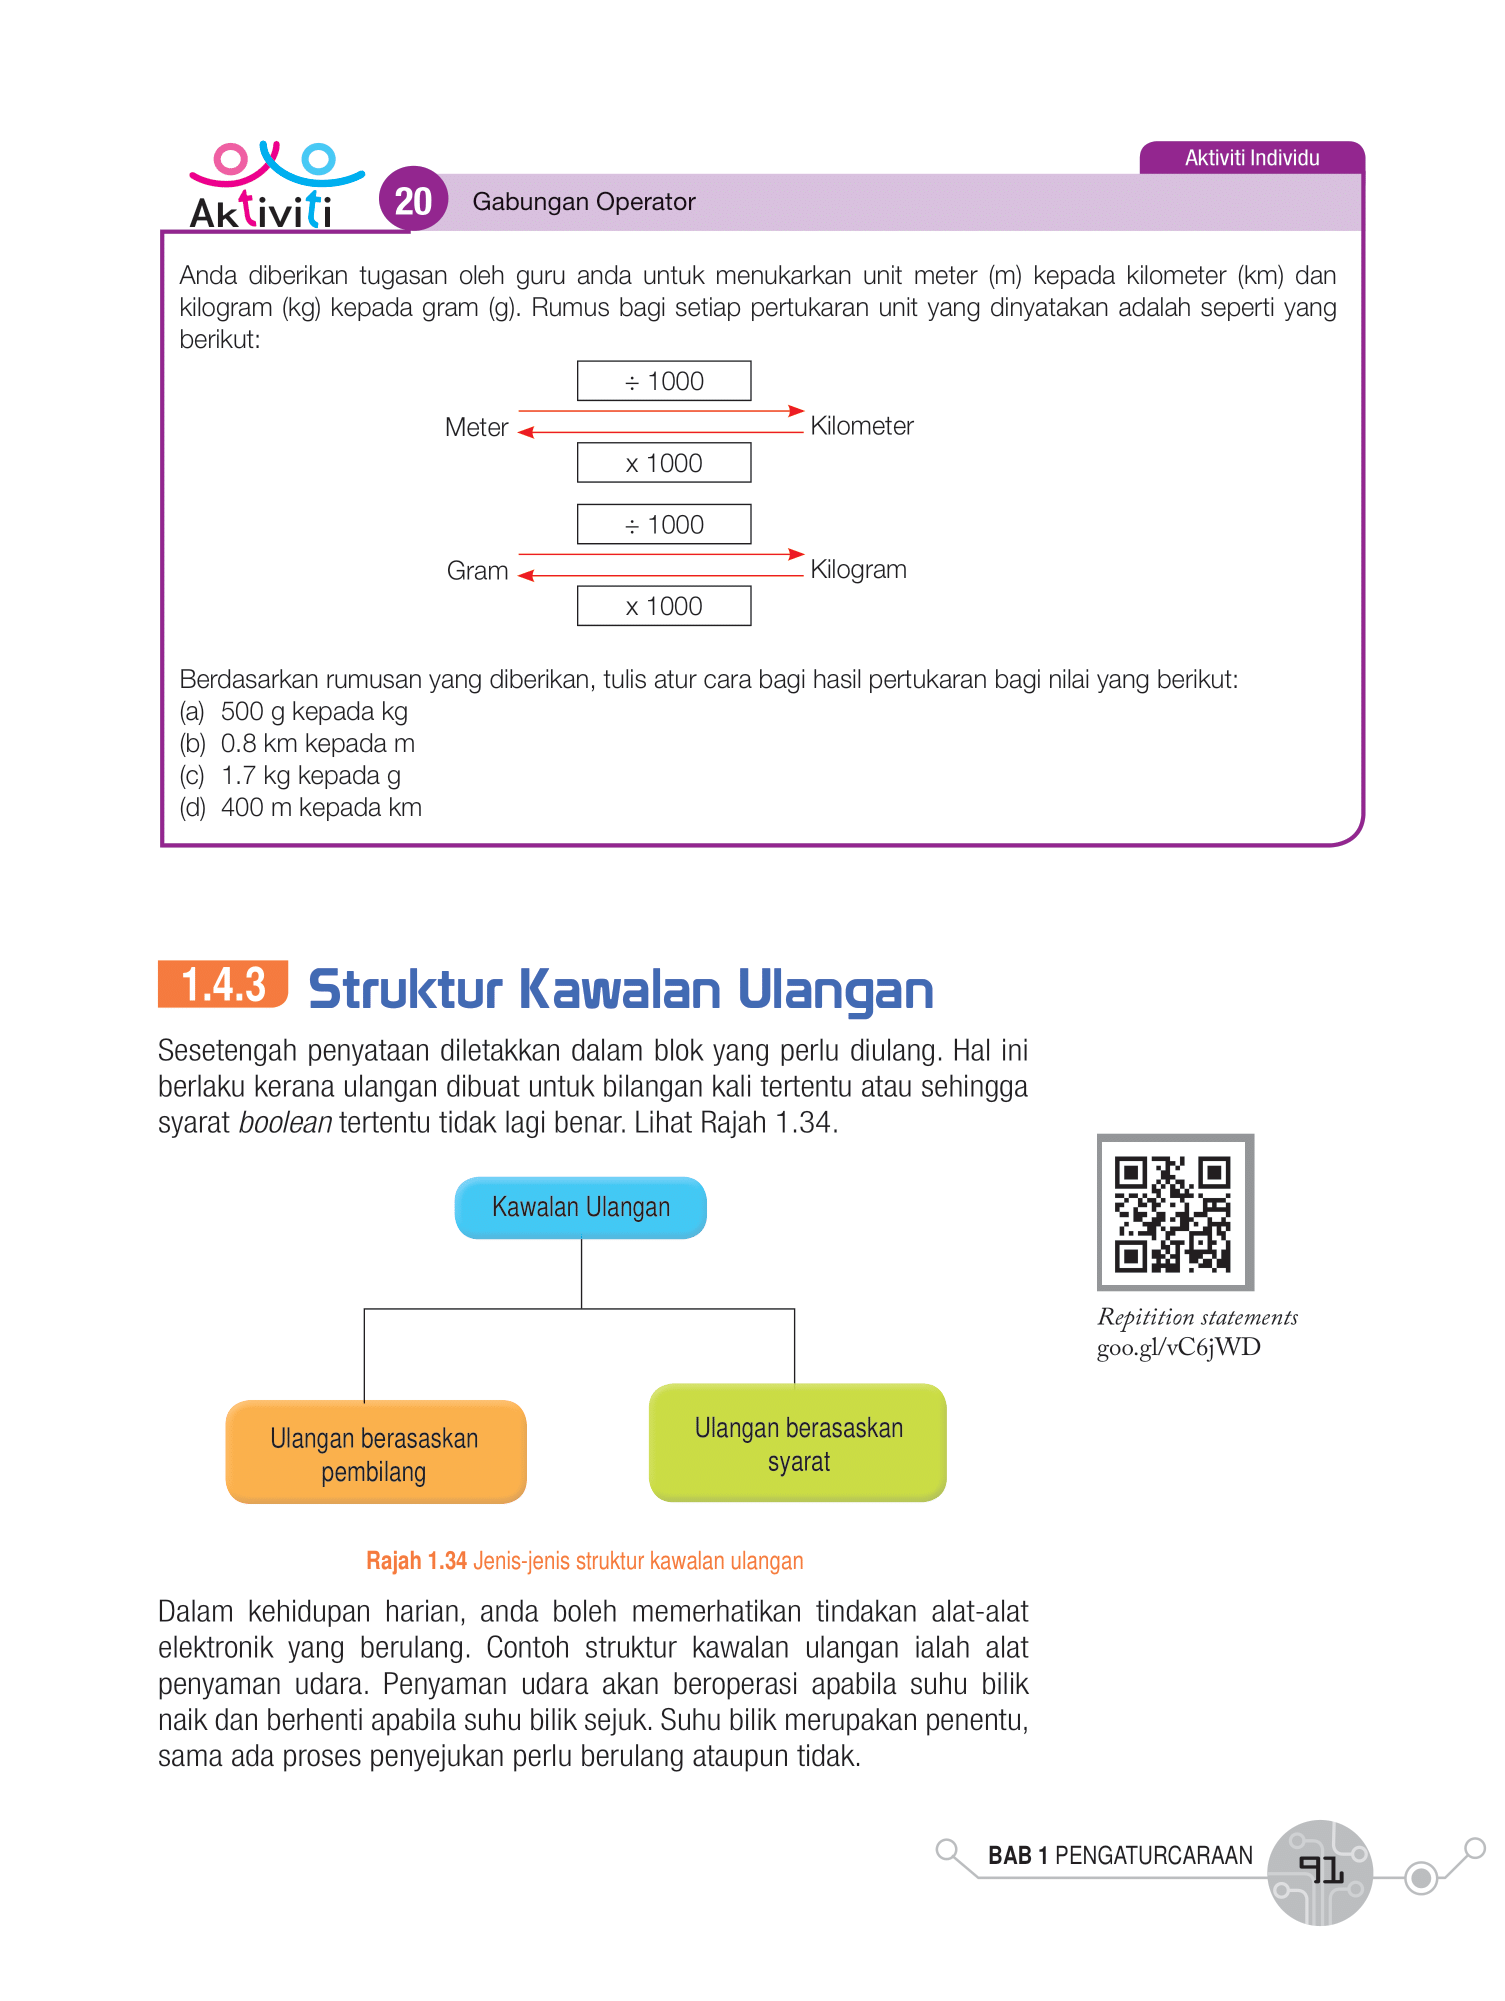 Aktiviti Individu
Aktiviti
20 Gabungan Operator
Anda diberikan tugasan oleh guru anda untuk menukarkan unit meter (m) kepada kilometer (km) dan
kilogram (kg) kepada gram (g). Rumus bagi setiap pertukaran unit yang dinyatakan adalah seperti yang
berikut:
÷ 1000
Meter Kilometer
x 1000
÷ 1000
Gram Kilogram
x 1000
Berdasarkan rumusan yang diberikan, tulis atur cara bagi hasil pertukaran bagi nilai yang berikut:
(a) 500 g kepada kg
(b) 0.8 km kepada m
(c) 1.7 kg kepada g
(d) 400 m kepada km
1.4.3 Struktur Kawalan Ulangan
Sesetengah penyataan diletakkan dalam blok yang perlu diulang. Hal ini
berlaku kerana ulangan dibuat untuk bilangan kali tertentu atau sehingga
syarat boolean tertentu tidak lagi benar. Lihat Rajah 1.34.
Kawalan Ulangan
Ulangan berasaskan
pembilang
Ulangan berasaskan
syarat
Repitition statements
goo.gl/vC6jWD
Rajah 1.34 Jenis-jenis struktur kawalan ulangan
Dalam kehidupan harian, anda boleh memerhatikan tindakan alat-alat
elektronik yang berulang. Contoh struktur kawalan ulangan ialah alat
penyaman udara. Penyaman udara akan beroperasi apabila suhu bilik
naik dan berhenti apabila suhu bilik sejuk. Suhu bilik merupakan penentu,
sama ada proses penyejukan perlu berulang ataupun tidak.
BAB 1 PENGATURCARAAN 91